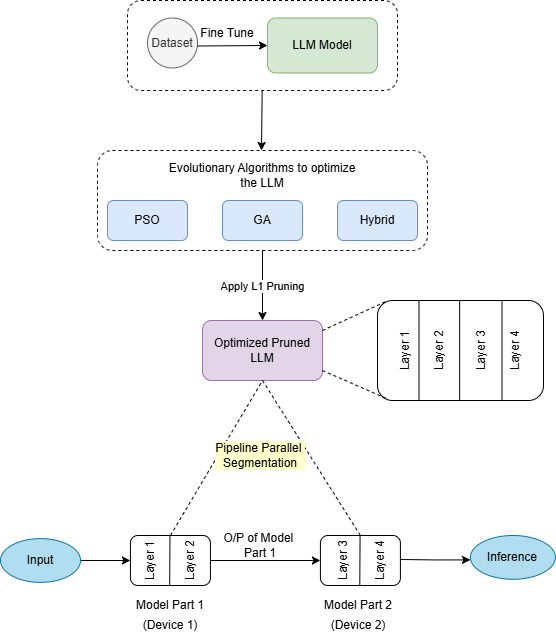 Dataset
Fine Tune
LLM Model
Evolutionary Algorithms to optimize
the LLM
PSO
GA
Hybrid
Apply L1 Pruning
Optimized Pruned
LLM
Layer 1
Layer 2
Layer 3
Layer 4
Pipeline Parallel
Segmentation
Input
Layer 1
Layer 2
O/P of Model
Part 1
Layer 3
Layer 4
Inference
Model Part 1
(Device 1)
Model Part 2
(Device 2)